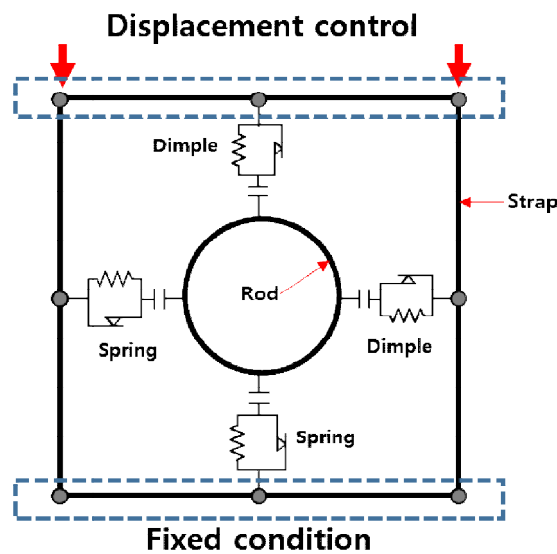 Displacement control
Dimple
Strap
Rod
Spring
Dimple
Spring
Fixed condition